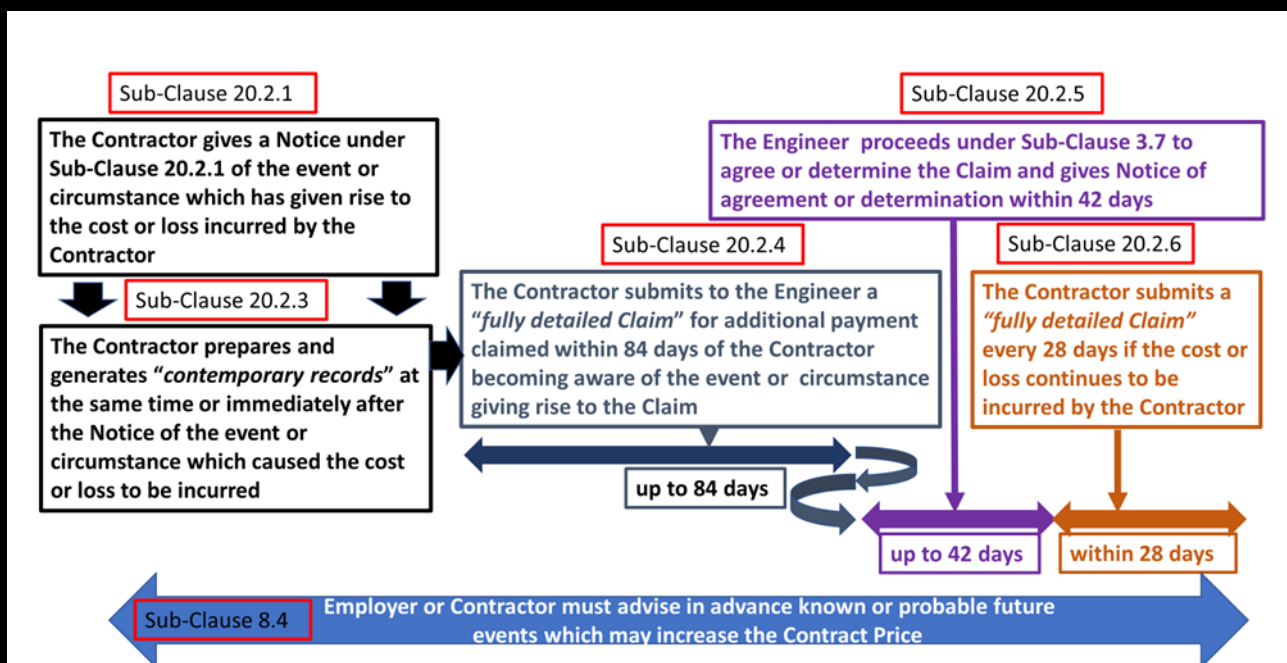 Sub-Clause 20.2.1
The Contractor gives a Notice under
Sub-Clause 20.2.1 of the event or
circumstance which has given rise to
the cost or loss incurred by the
Contractor
Sub-Clause 20.2.3
The Contractor prepares and
generates “contemporary records” at
the same time or immediately after
the Notice of the event or
circumstance which caused the cost
or loss to be incurred
Sub-Clause 20.2.4
The Contractor submits to the Engineer a
“fully detailed Claim” for additional payment
claimed within 84 days of the Contractor
becoming aware of the event or circumstance
giving rise to the Claim
up to 84 days
Sub-Clause 20.2.5
The Engineer proceeds under Sub-Clause 3.7 to
agree or determine the Claim and gives Notice of
agreement or determination within 42 days
up to 42 days
Sub-Clause 20.2.6
The Contractor submits a
“fully detailed Claim”
every 28 days if the cost or
loss continues to be
incurred by the Contractor
within 28 days
Sub-Clause 8.4
Employer or Contractor must advise in advance known or probable future
events which may increase the Contract Price